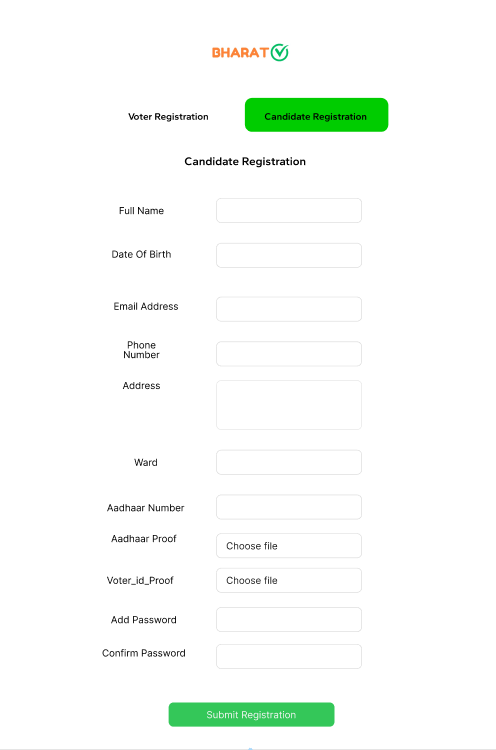 BHARAT
Voter Registration
Candidate Registration
Candidate Registration
Full Name
Date Of Birth
Email Address
Phone
Number
Address
Ward
Aadhaar Number
Aadhaar Proof
Choose file
Voter_id_Proof
Choose file
Add Password
Confirm Password
Submit Registration